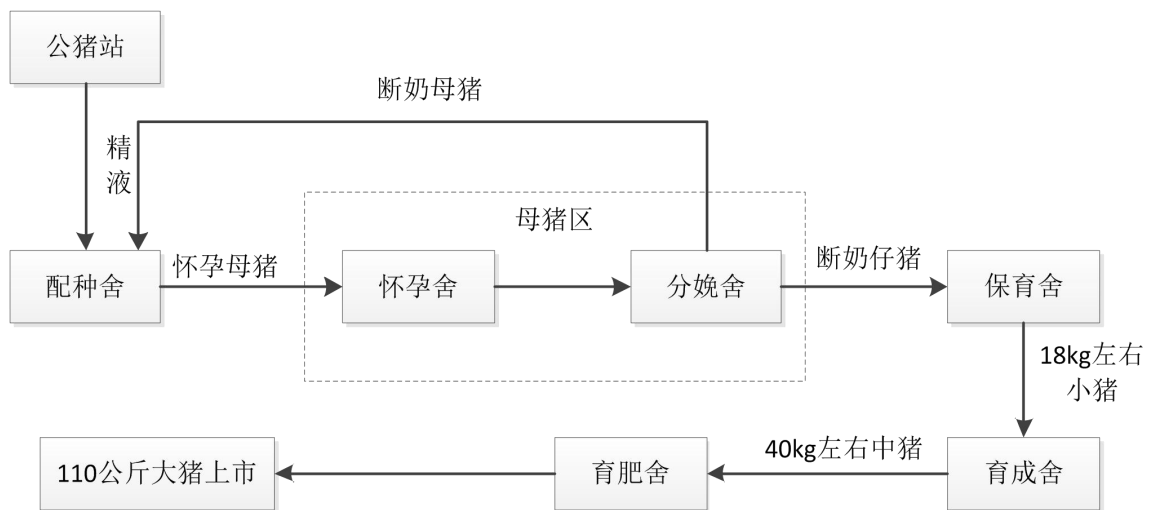 公猪站
断奶母猪
精
液
母猪区
配种舍
怀孕母猪
怀孕舍
分娩舍
断奶仔猪
保育舍
18kg左右
小猪
110公斤大猪上市
育肥舍
40kg左右中猪
育成舍